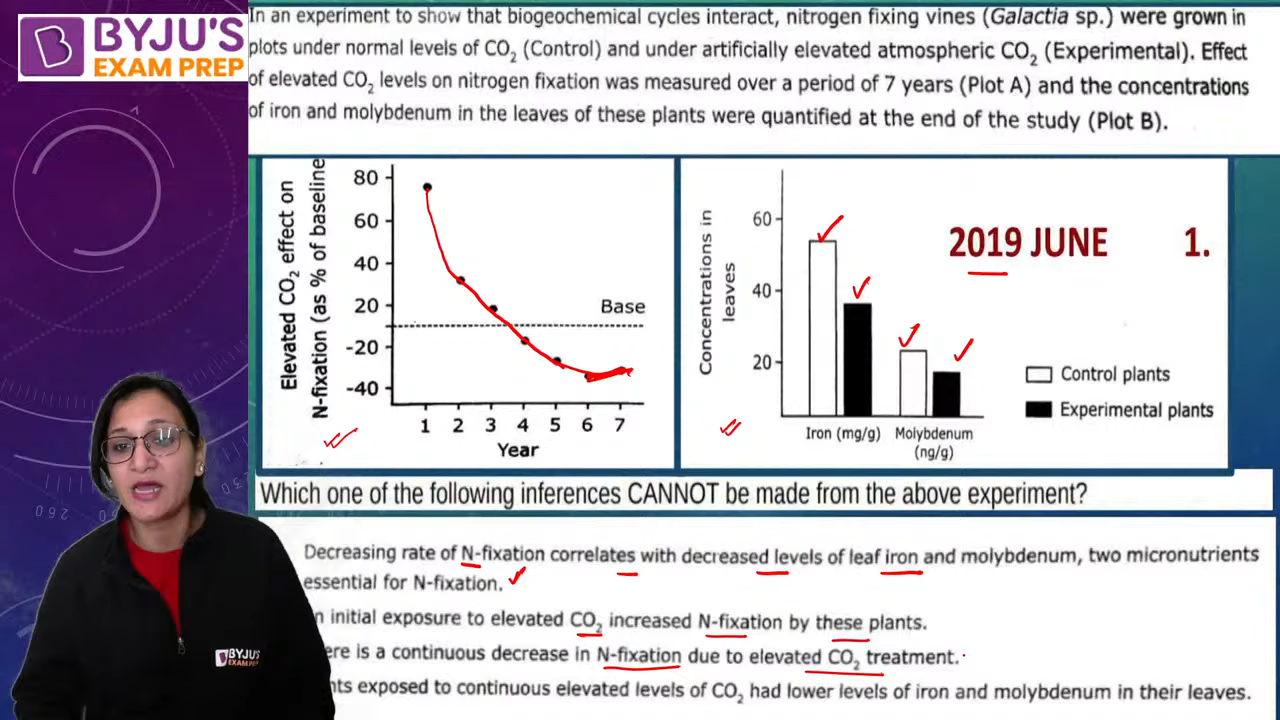 BYJU'S
EXAM PREP
In an experiment to show that biogeochemical cycles interact, nitrogen fixing vines (Galactia sp.) were grown in
plots under normal levels of CO₂ (Control) and under artificially elevated atmospheric CO₂ (Experimental). Effect
of elevated CO₂ levels on nitrogen fixation was measured over a period of 7 years (Plot A) and the concentrations
of iron and molybdenum in the leaves of these plants were quantified at the end of the study (Plot B).
Elevated CO₂ effect on
N-fixation (as % of baseline
80
60
40
20
-20
-40
Base
1 2 3 4 5 6 7
Year
Concentrations in
leaves
60
40
20
2019 JUNE 1.
Control plants
Experimental plants
Iron (mg/g) Molybdenum
(ng/g)
Which one of the following inferences CANNOT be made from the above experiment?
Decreasing rate of N-fixation correlates with decreased levels of leaf iron and molybdenum, two micronutrients
essential for N-fixation.
initial exposure to elevated CO₂ increased N-fixation by these plants.
is a continuous decrease in N-fixation due to elevated CO₂ treatment.
exposed to continuous elevated levels of CO₂ had lower levels of iron and molybdenum in their leaves.
BYJU'S
EXAM PREP